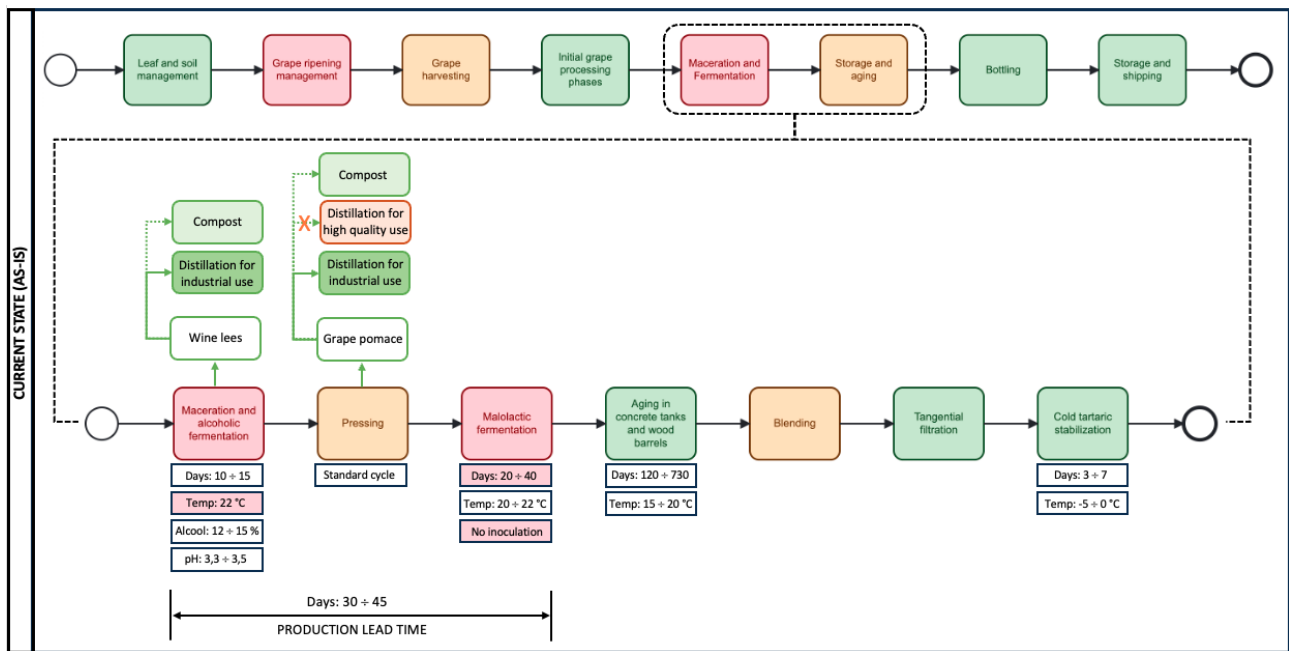 CURRENT STATE (AS-IS)
Leaf and soil
management
Grape ripening
management
Grape
harvesting
Initial grape
processing
phases
Maceration and
Fermentation
Storage and
aging
Bottling
Storage and
shipping
Compost
Distillation for
industrial use
Wine lees
Compost
X
Distillation for
high quality use
Distillation for
industrial use
Grape pomace
Maceration and
alcoholic
fermentation
Pressing
Malolactic
fermentation
Aging in
concrete tanks
and wood
barrels
Blending
Tangential
filtration
Cold tartaric
stabilization
Days: 10 ÷ 15
Temp: 22 °C
Alcool: 12 ÷ 15 %
pH: 3,3 ÷ 3,5
Standard cycle
Days: 20 ÷ 40
Temp: 20 ÷ 22 °C
No inoculation
Days: 120 ÷ 730
Temp: 15 ÷ 20 °C
Days: 3 ÷ 7
Temp: -5 ÷ 0 °C
Days: 30 ÷ 45
PRODUCTION LEAD TIME